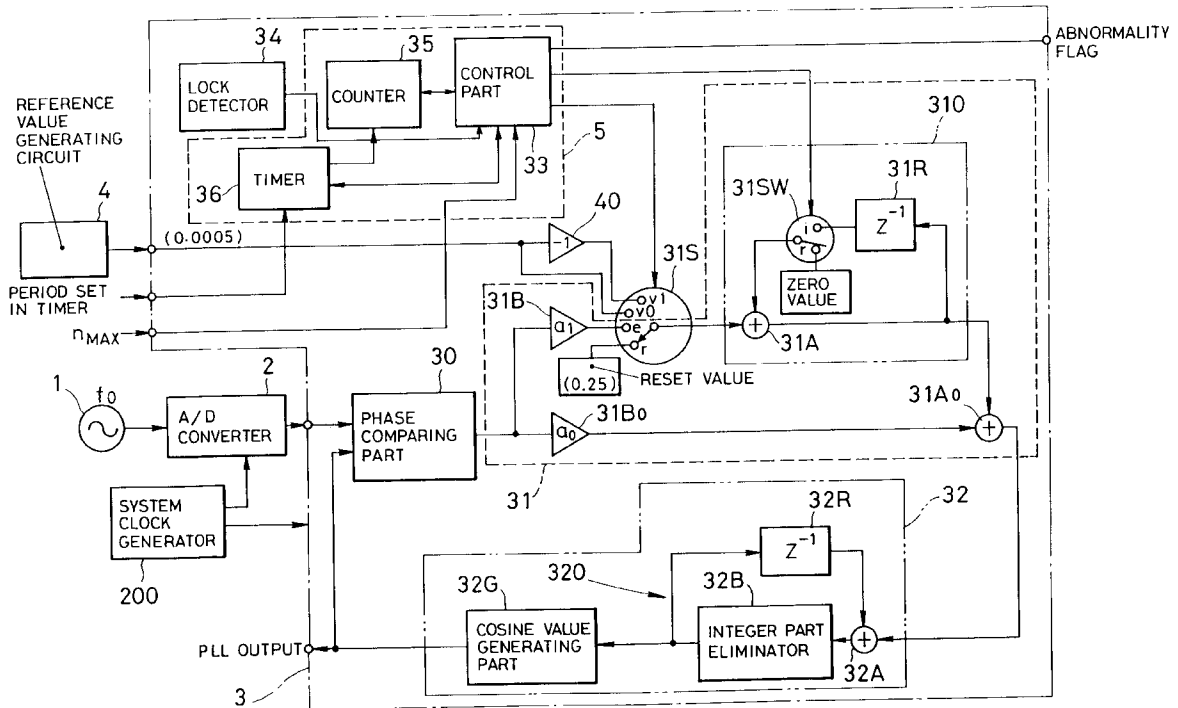 34
35
ABNORMALITY
FLAG
LOCK
DETECTOR
COUNTER
CONTROL
PART
REFERENCE
VALUE
GENERATING
CIRCUIT
5
33
310
36
TIMER
31SW
31R
4
40
i
Z⁻¹
(0.0005)
-1
r
31S
ZERO
VALUE
PERIOD SET
IN TIMER
31B
v1
v0
nMAX
a1
e
+
31A
r
30
(0.25)
RESET VALUE
2
1
f0
31B0
31A0
A/D
CONVERTER
PHASE
COMPARING
PART
a0
+
31
SYSTEM
CLOCK
GENERATOR
32R
32
Z⁻¹
200
320
32G
32B
PLL OUTPUT
COSINE VALUE
GENERATING
PART
INTEGER PART
ELIMINATOR
+
32A
3